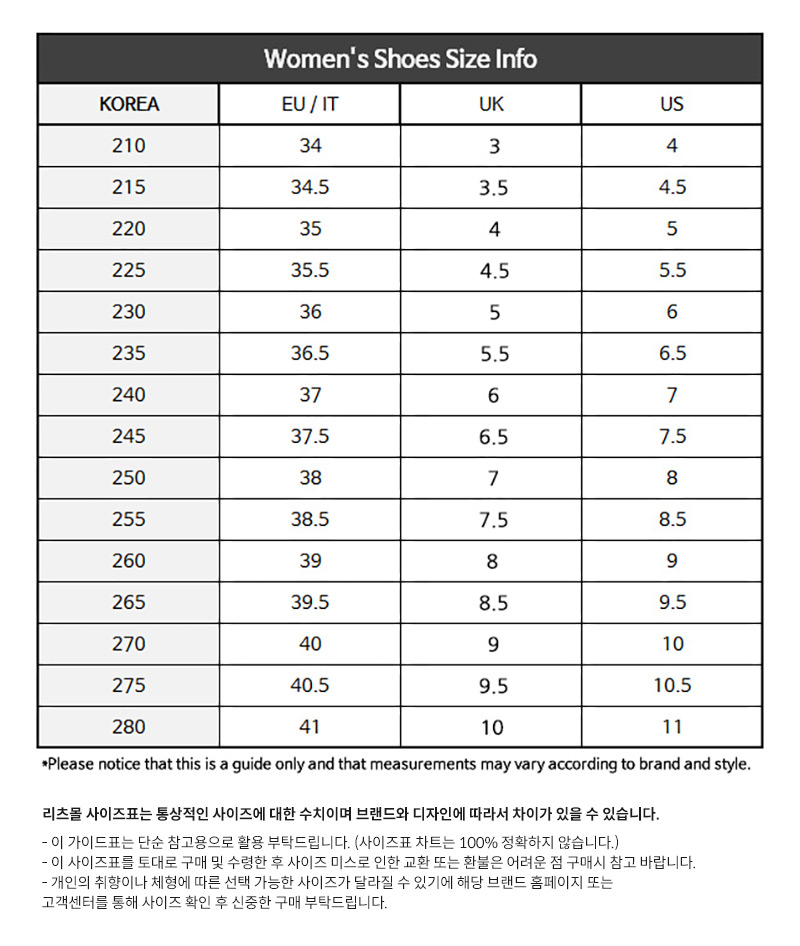 Women's Shoes Size Info
KOREA EU / IT UK US
210 34 3 4
215 34.5 3.5 4.5
220 35 4 5
225 35.5 4.5 5.5
230 36 5 6
235 36.5 5.5 6.5
240 37 6 7
245 37.5 6.5 7.5
250 38 7 8
255 38.5 7.5 8.5
260 39 8 9
265 39.5 8.5 9.5
270 40 9 10
275 40.5 9.5 10.5
280 41 10 11
*Please notice that this is a guide only and that measurements may vary according to brand and style.
리츠몰 사이즈표는 통상적인 사이즈에 대한 수치이며 브랜드와 디자인에 따라서 차이가 있을 수 있습니다.
- 이 가이드표는 단순 참고용으로 활용 부탁드립니다. (사이즈표 차트는 100% 정확하지 않습니다.)
- 이 사이즈표를 토대로 구매 및 수령한 후 사이즈 미스로 인한 교환 또는 환불은 어려운 점 구매시 참고 바랍니다.
- 개인의 취향이나 체형에 따른 선택 가능한 사이즈가 달라질 수 있기에 해당 브랜드 홈페이지 또는
고객센터를 통해 사이즈 확인 후 신중한 구매 부탁드립니다.